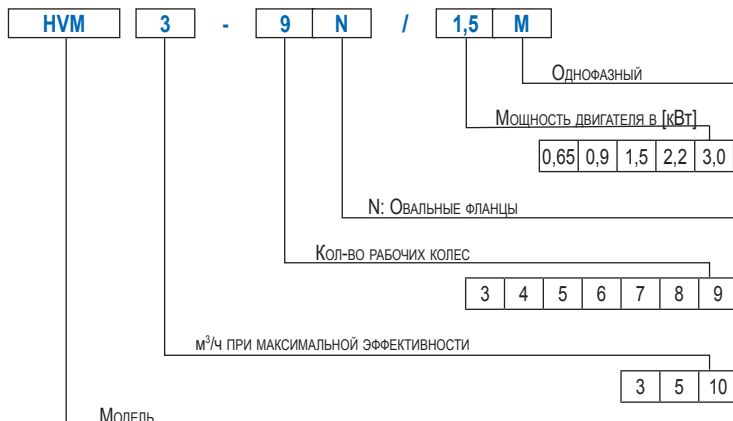 HVM 3 - 9 N / 1,5 M
Однофазный
Мощность двигателя в [кВт]
0,65 0,9 1,5 2,2 3,0
N: Овальные фланцы
Кол-во рабочих колес
3 4 5 6 7 8 9
м³/ч при максимальной эффективности
3 5 10
Модель